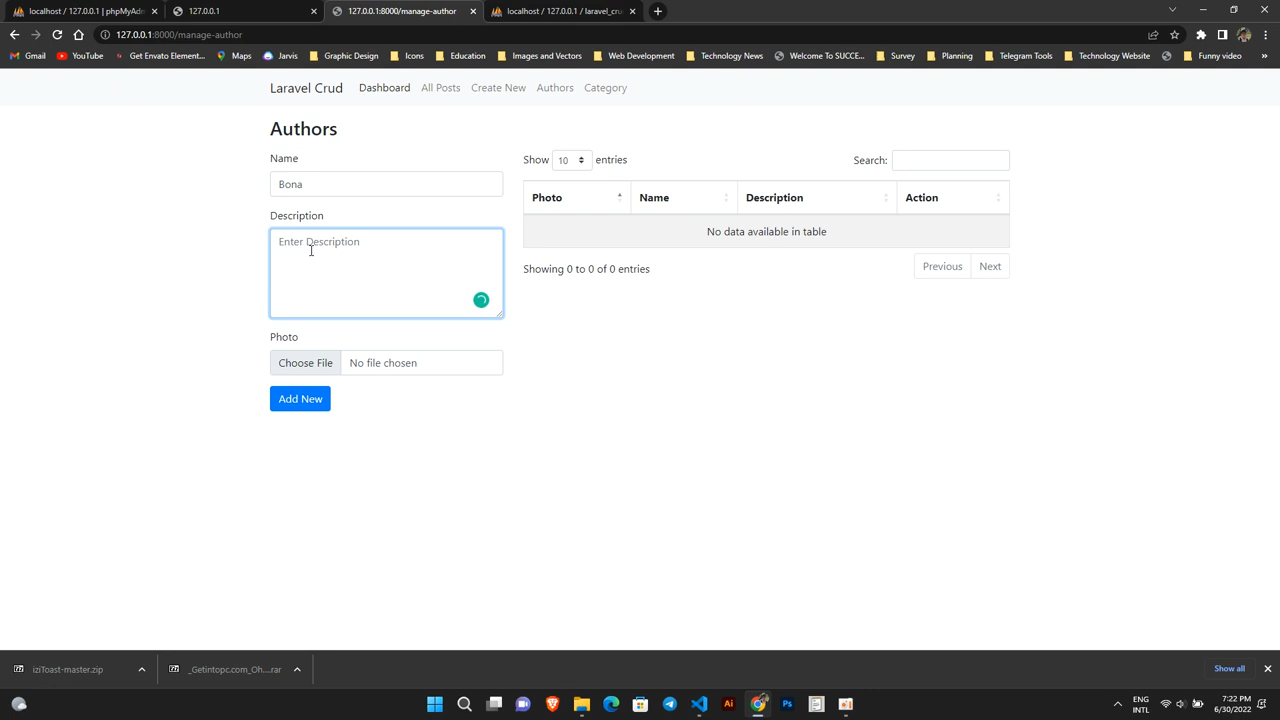 localhost / 127.0.0.1 | phpMyAdm
127.0.0.1
127.0.0.1:8000/manage-author
localhost / 127.0.0.1 / laravel_cru
127.0.0.1:8000/manage-author
Gmail
YouTube
Get Envato Element...
Maps
Jarvis
Graphic Design
Icons
Education
Images and Vectors
Web Development
Technology News
Welcome To SUCCE...
Survey
Planning
Telegram Tools
Technology Website
Funny video
»
Laravel Crud
Dashboard
All Posts
Create New
Authors
Category
Authors
Name
Bona
Description
Enter Description
Photo
Choose File
No file chosen
Add New
Show 10 entries
Search:
Photo
Name
Description
Action
No data available in table
Showing 0 to 0 of 0 entries
Previous
Next
iziToast-master.zip
_Getintopc.com_Oh....rar
Show all
Ai
Ps
ENG
INTL
7:22 PM
6/30/2022